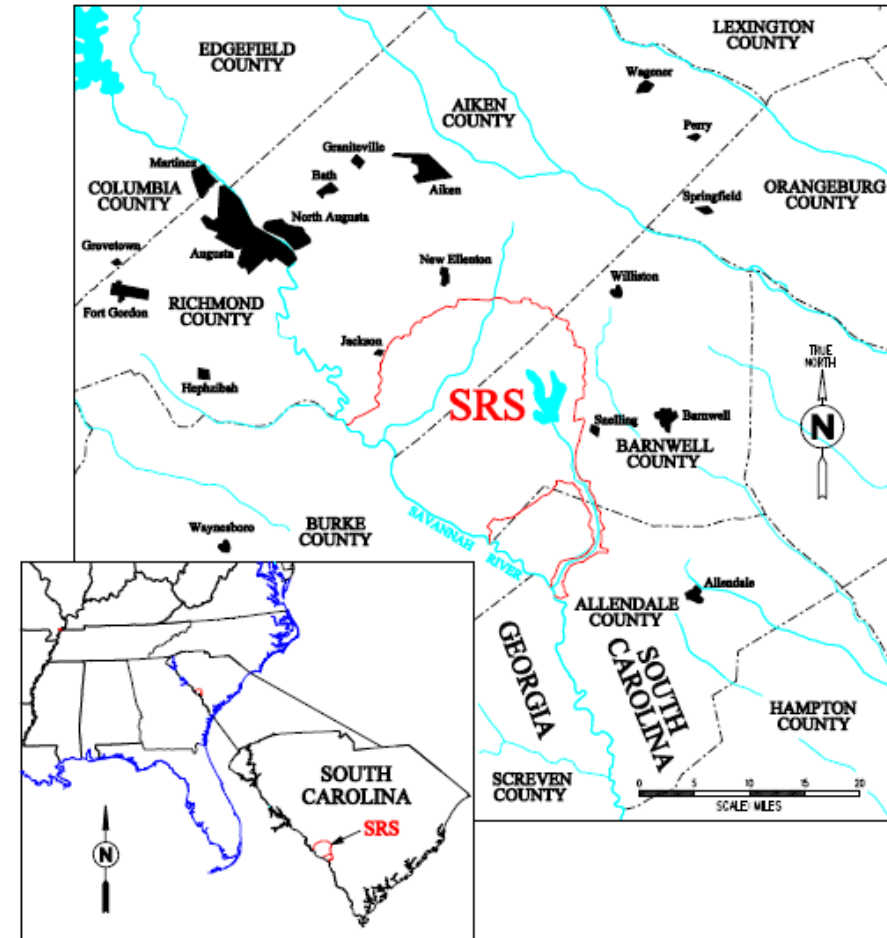 EDGEFIELD
COUNTY
LEXINGTON
COUNTY
Wagener
AIKEN
COUNTY
Perry
Graniteville
Martinez
Bath
Aiken
COLUMBIA
COUNTY
ORANGEBURG
COUNTY
Springfield
North Augusta
Grovetown
Augusta
New Ellenton
Williston
RICHMOND
COUNTY
Fort Gordon
Jackson
TRUE
NORTH
Hephzibah
SRS
N
Snelling
Barnwell
BARNWELL
COUNTY
SAVANNAH RIVER
Waynesboro
BURKE
COUNTY
Allendale
ALLENDALE
COUNTY
GEORGIA
SOUTH
CAROLINA
HAMPTON
COUNTY
SCREVEN
COUNTY
0 5 10 15 20
SCALE/ MILES
SOUTH
CAROLINA
SRS
N